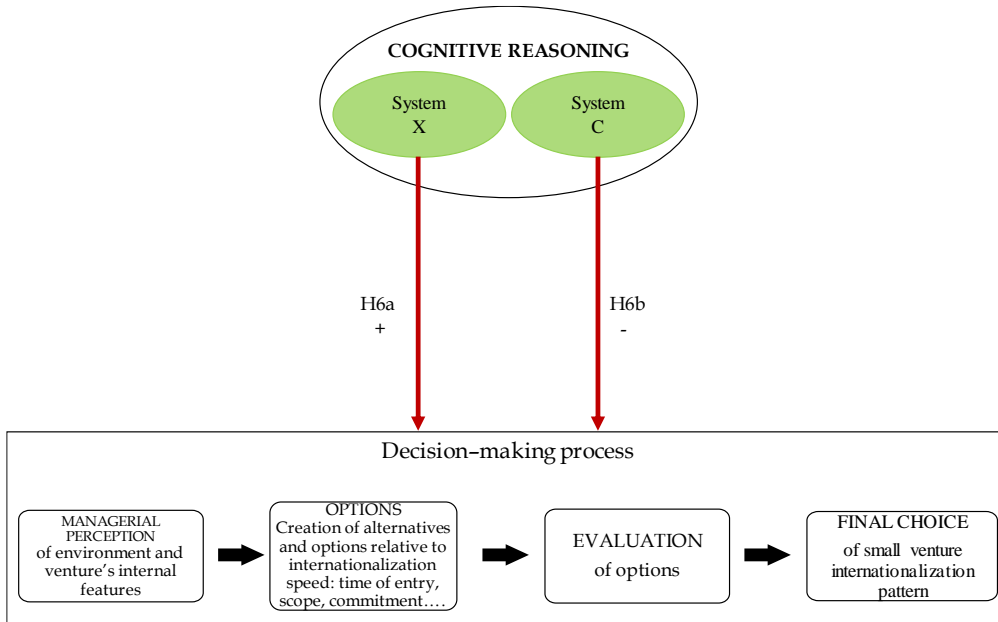 COGNITIVE REASONING
System
X
System
C
H6a
+
H6b
-
Decision–making process
MANAGERIAL
PERCEPTION
of environment and
venture's internal
features
OPTIONS
Creation of alternatives
and options relative to
internationalization
speed: time of entry,
scope, commitment….
EVALUATION
of options
FINAL CHOICE
of small venture
internationalization
pattern